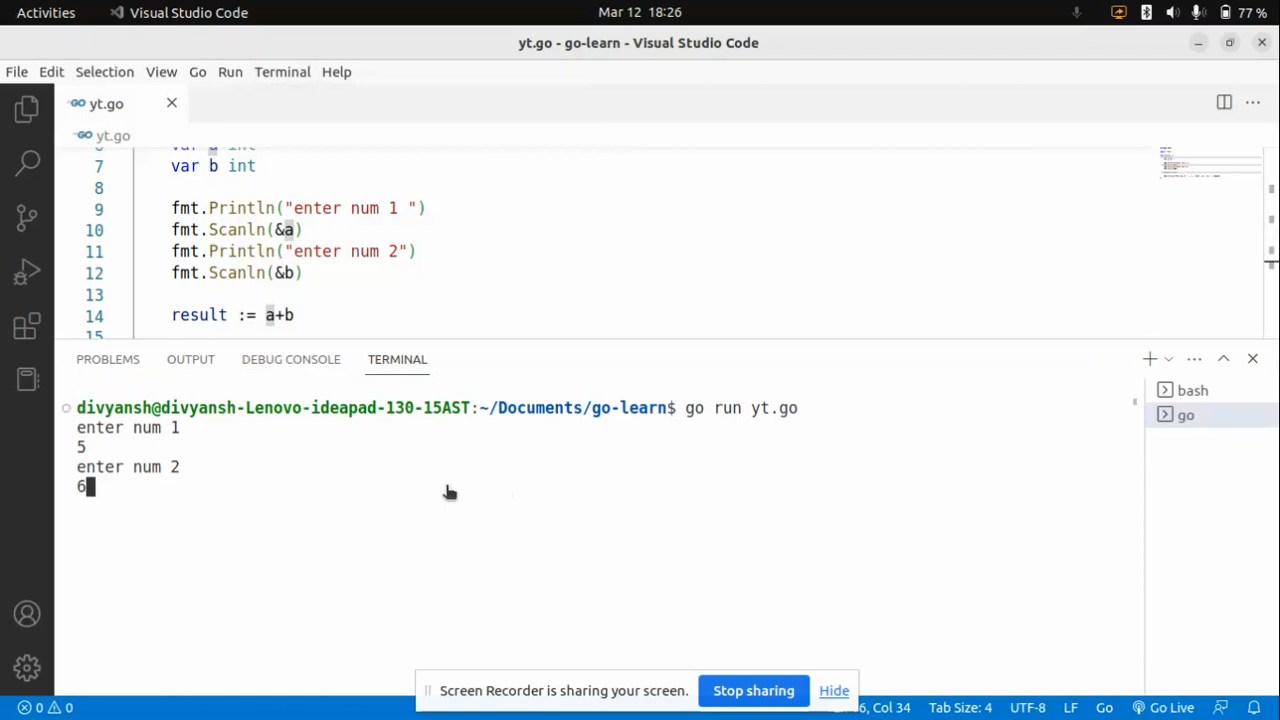 Activities Visual Studio Code Mar 12 18:26 77 %
yt.go - go-learn - Visual Studio Code
File Edit Selection View Go Run Terminal Help
yt.go
yt.go
6 var a int
7 var b int
8
9 fmt.Println("enter num 1 ")
10 fmt.Scanln(&a)
11 fmt.Println("enter num 2")
12 fmt.Scanln(&b)
13
14 result := a+b
15
PROBLEMS OUTPUT DEBUG CONSOLE TERMINAL
bash
go
divyansh@divyansh-Lenovo-ideapad-130-15AST:~/Documents/go-learn$ go run yt.go
enter num 1
5
enter num 2
6
Screen Recorder is sharing your screen. Stop sharing Hide
0 0 Col 34 Tab Size: 4 UTF-8 LF Go Go Live